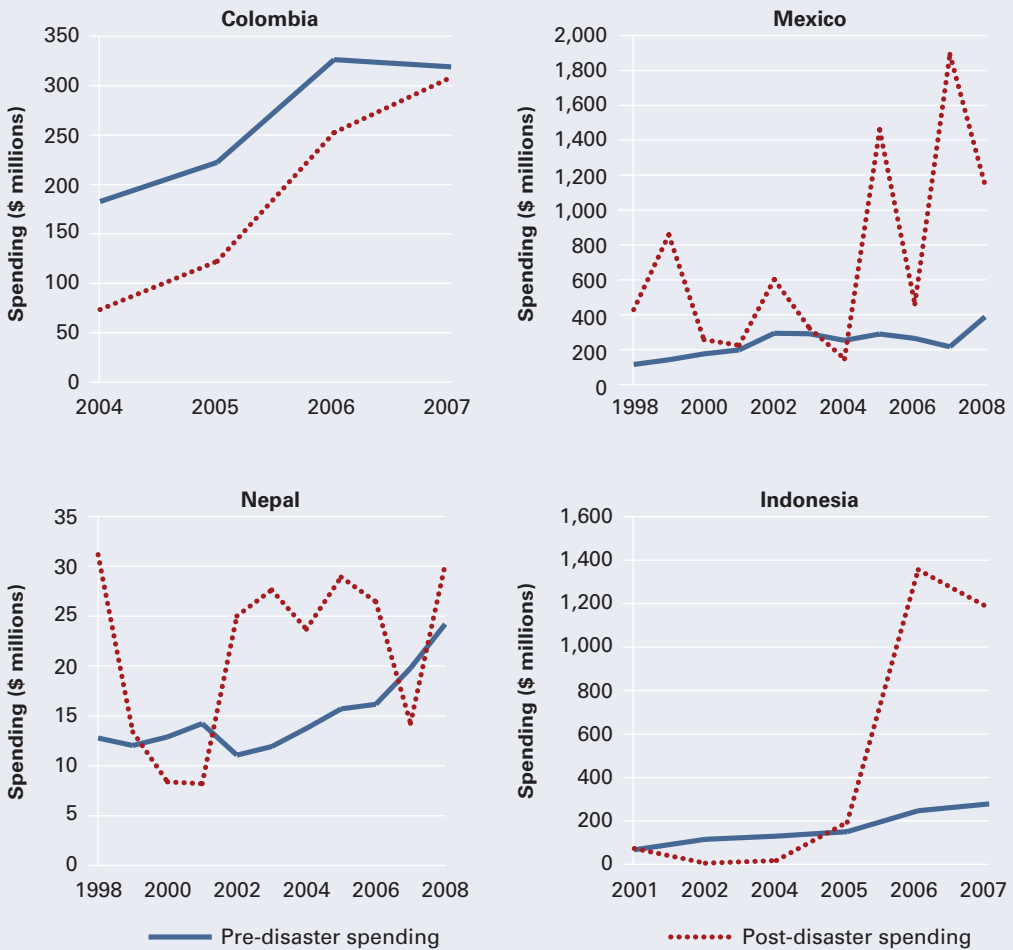 Colombia
Spending ($ millions)
350
300
250
200
150
100
50
0
2004 2005 2006 2007
Mexico
Spending ($ millions)
2,000
1,800
1,600
1,400
1,200
1,000
800
600
400
200
0
1998 2000 2002 2004 2006 2008
Nepal
Spending ($ millions)
35
30
25
20
15
10
5
0
1998 2000 2002 2004 2006 2008
Indonesia
Spending ($ millions)
1,600
1,400
1,200
1,000
800
600
400
200
0
2001 2002 2004 2005 2006 2007
Pre-disaster spending
Post-disaster spending